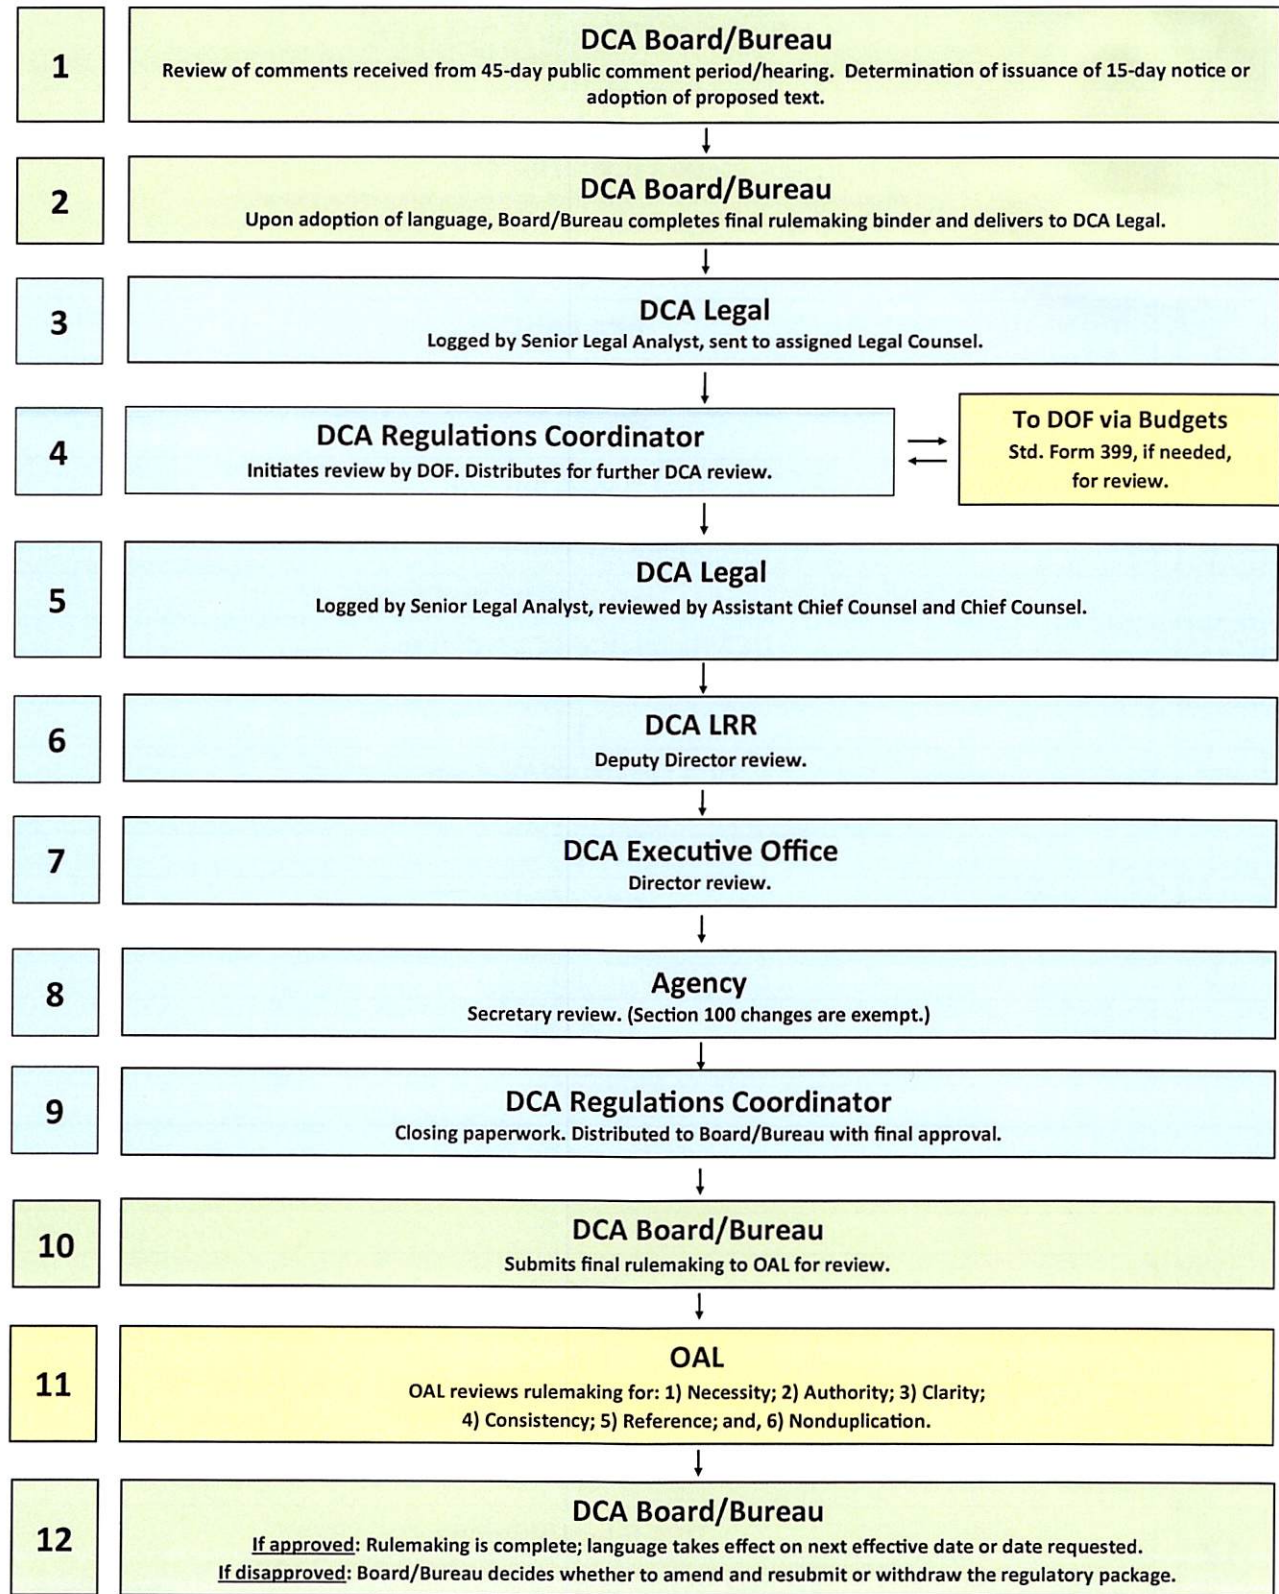 1
DCA Board/Bureau
Review of comments received from 45-day public comment period/hearing.  Determination of issuance of 15-day notice or
adoption of proposed text.
2
DCA Board/Bureau
Upon adoption of language, Board/Bureau completes final rulemaking binder and delivers to DCA Legal.
3
DCA Legal
Logged by Senior Legal Analyst, sent to assigned Legal Counsel.
4
DCA Regulations Coordinator
Initiates review by DOF. Distributes for further DCA review.
To DOF via Budgets
Std. Form 399, if needed,
for review.
5
DCA Legal
Logged by Senior Legal Analyst, reviewed by Assistant Chief Counsel and Chief Counsel.
6
DCA LRR
Deputy Director review.
7
DCA Executive Office
Director review.
8
Agency
Secretary review. (Section 100 changes are exempt.)
9
DCA Regulations Coordinator
Closing paperwork. Distributed to Board/Bureau with final approval.
10
DCA Board/Bureau
Submits final rulemaking to OAL for review.
11
OAL
OAL reviews rulemaking for: 1) Necessity; 2) Authority; 3) Clarity;
4) Consistency; 5) Reference; and, 6) Nonduplication.
12
DCA Board/Bureau
If approved: Rulemaking is complete; language takes effect on next effective date or date requested.
If disapproved: Board/Bureau decides whether to amend and resubmit or withdraw the regulatory package.